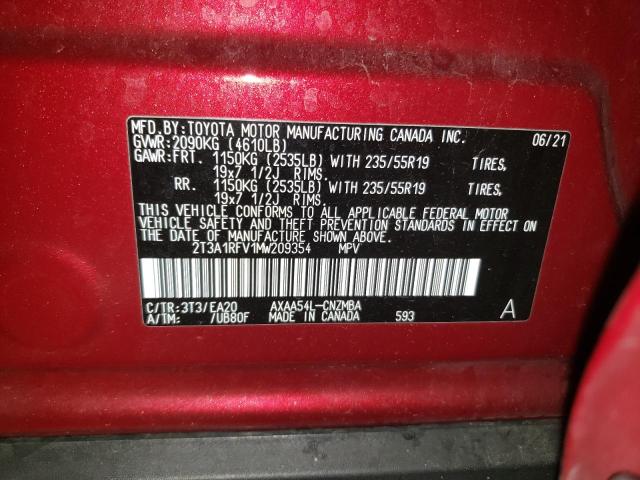 MFD.BY:TOYOTA MOTOR MANUFACTURING CANADA INC. 06/21
GVWR:2090KG (4610LB)
GAWR:FRT. 1150KG (2535LB) WITH 235/55R19 TIRES,
19x7 1/2J RIMS.
RR. 1150KG (2535LB) WITH 235/55R19 TIRES,
19x7 1/2J RIMS.
THIS VEHICLE CONFORMS TO ALL APPLICABLE FEDERAL MOTOR
VEHICLE SAFETY AND THEFT PREVENTION STANDARDS IN EFFECT ON
THE DATE OF MANUFACTURE SHOWN ABOVE.
2T3A1RFV1MW209354 MPV
C/TR:3T3/EA20 AXAA54L-CNZMBA A
A/TM: /UB80F MADE IN CANADA 593